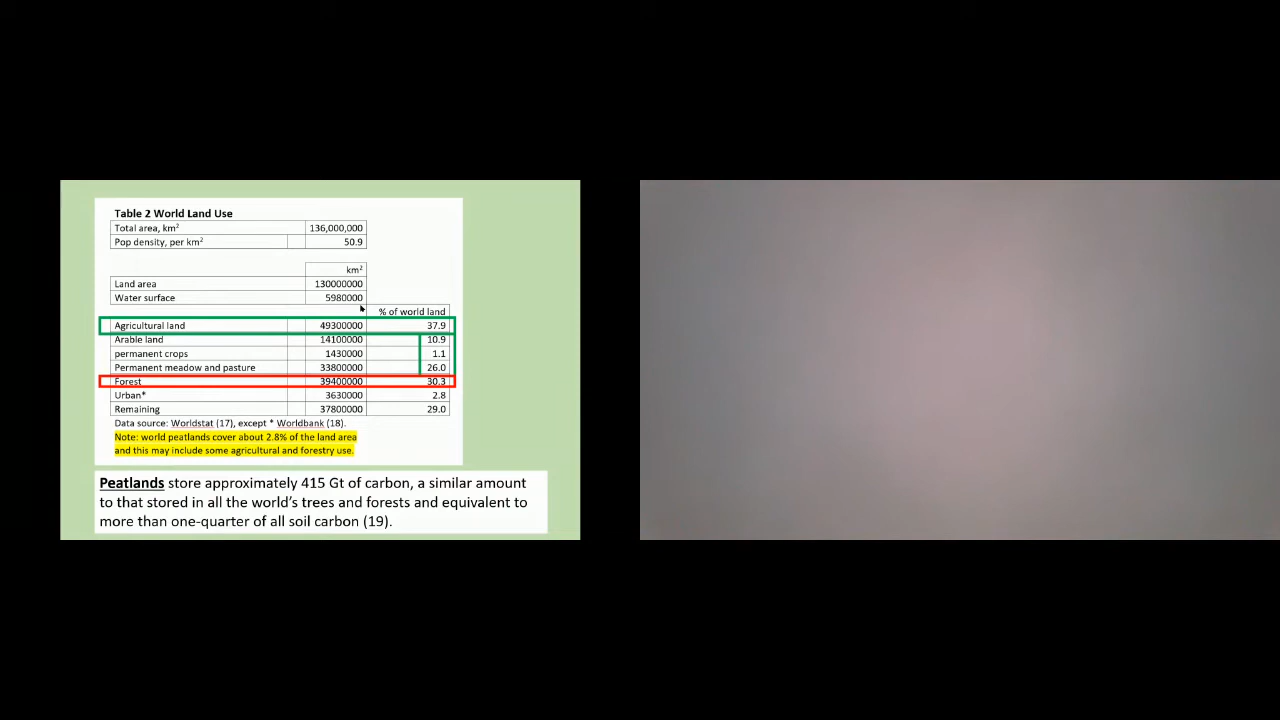 Table 2 World Land Use
Total area, km² 136,000,000
Pop density, per km² 50.9
km²
Land area 130000000
Water surface 5980000
% of world land
Agricultural land 49300000 37.9
Arable land 14100000 10.9
permanent crops 1430000 1.1
Permanent meadow and pasture 33800000 26.0
Forest 39400000 30.3
Urban* 3630000 2.8
Remaining 37800000 29.0
Data source: Worldstat (17), except * Worldbank (18).
Note: world peatlands cover about 2.8% of the land area
and this may include some agricultural and forestry use.
Peatlands store approximately 415 Gt of carbon, a similar amount
to that stored in all the world's trees and forests and equivalent to
more than one-quarter of all soil carbon (19).